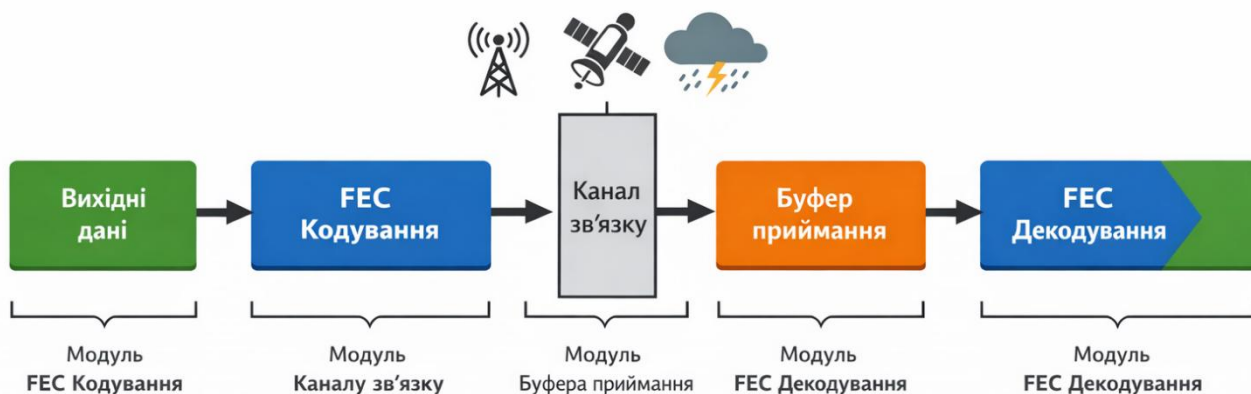 Вихідні
дані
FEC
Кодування
Канал
зв'язку
Буфер
приймання
FEC
Декодування
Модуль
FEC Кодування
Модуль
Каналу зв'язку
Модуль
Буфера приймання
Модуль
FEC Декодування
Модуль
FEC Декодування